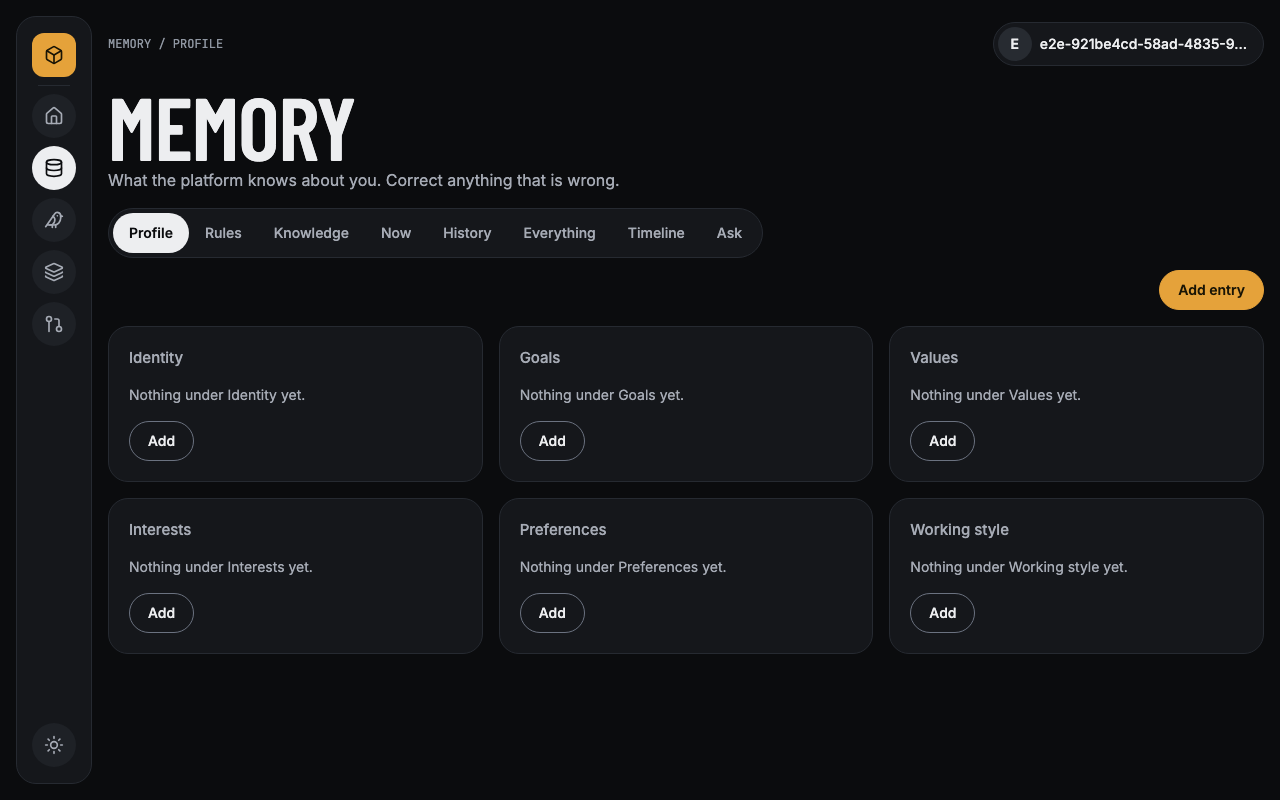 MEMORY / PROFILE
E e2e-921be4cd-58ad-4835-9...
MEMORY
What the platform knows about you. Correct anything that is wrong.
Profile Rules Knowledge Now History Everything Timeline Ask
Add entry
Identity
Nothing under Identity yet.
Add
Goals
Nothing under Goals yet.
Add
Values
Nothing under Values yet.
Add
Interests
Nothing under Interests yet.
Add
Preferences
Nothing under Preferences yet.
Add
Working style
Nothing under Working style yet.
Add